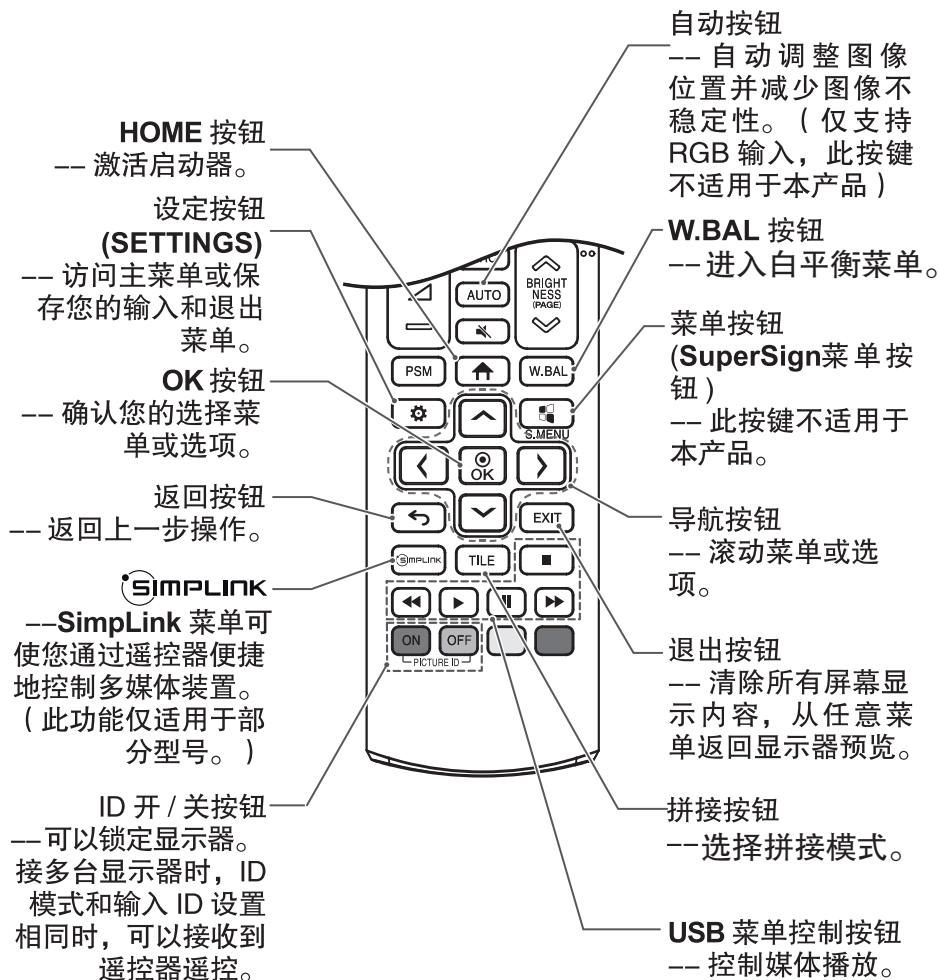 自动按钮
-- 自动调整图像
位置并减少图像不
稳定性。（仅支持
RGB 输入，此按键
不适用于本产品）
HOME 按钮
-- 激活启动器。
设定按钮
(SETTINGS)
-- 访问主菜单或保
存您的输入和退出
菜单。
OK 按钮
-- 确认您的选择菜
单或选项。
返回按钮
-- 返回上一步操作。
SIMPLINK
--SimpLink 菜单可
使您通过遥控器便捷
地控制多媒体装置。
（此功能仅适用于部
分型号。）
ID 开 / 关按钮
--可以锁定显示器。
接多台显示器时，ID
模式和输入 ID 设置
相同时，可以接收到
遥控器遥控。
AUTO
BRIGHT
NESS
(PAGE)
PSM
W.BAL
S.MENU
OK
EXIT
SIMPLINK
TILE
ON
OFF
PICTURE ID
W.BAL 按钮
--进入白平衡菜单。
菜单按钮
(SuperSign菜单按
钮）
-- 此按键不适用于
本产品。
导航按钮
-- 滚动菜单或选
项。
退出按钮
-- 清除所有屏幕显
示内容，从任意菜
单返回显示器预览。
拼接按钮
--选择拼接模式。
USB 菜单控制按钮
-- 控制媒体播放。